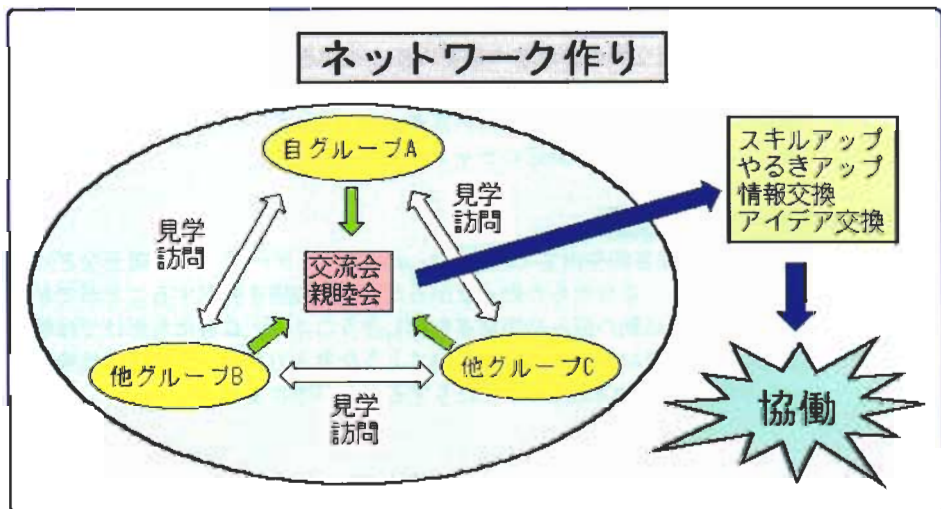 ネットワーク作り
自グループA
見学
訪問
見学
訪問
交流会
親睦会
他グループB
他グループC
見学
訪問
スキルアップ
やるきアップ
情報交換
アイデア交換
協働